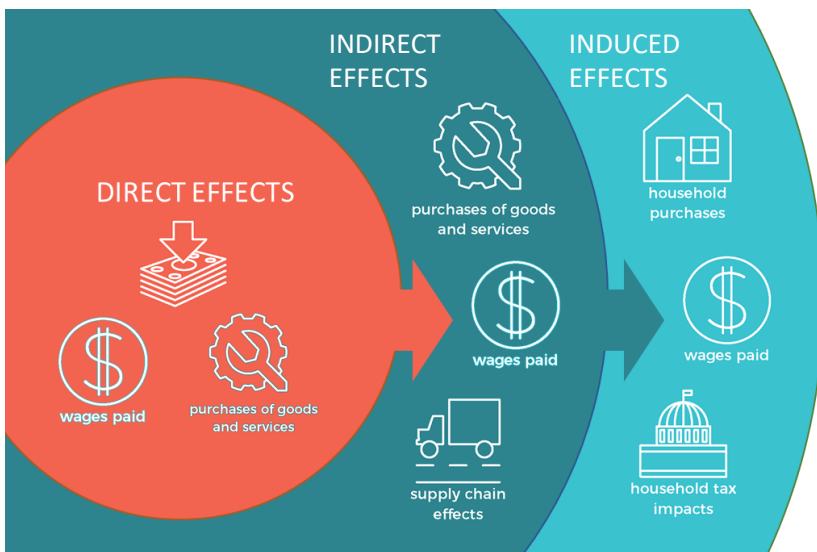 DIRECT EFFECTS
wages paid
purchases of goods
and services
INDIRECT
EFFECTS
purchases of goods
and services
wages paid
supply chain
effects
INDUCED
EFFECTS
household
purchases
wages paid
household tax
impacts